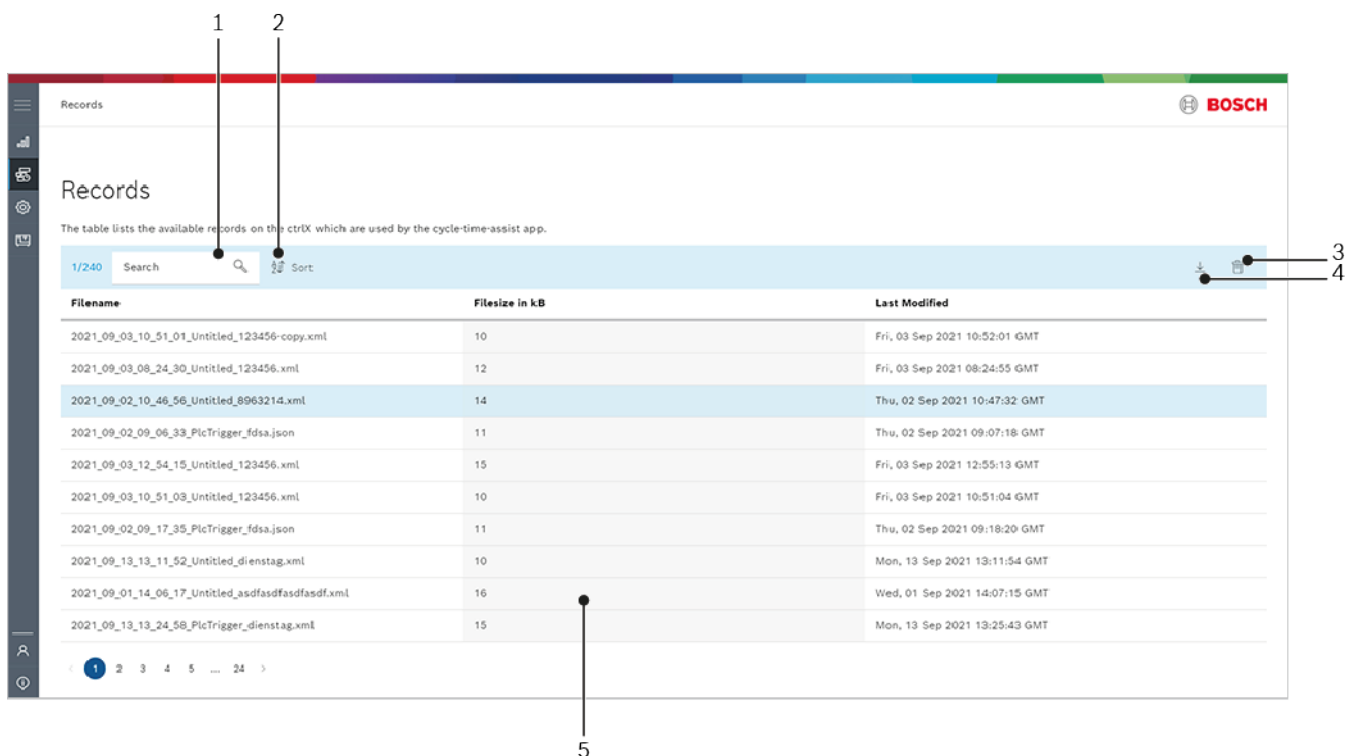 1 2
Records
BOSCH
Records
The table lists the available records on the ctrlX which are used by the cycle-time-assist app.
1/240 Search Sort
3
4
Filename Filesize in kB Last Modified
2021_09_03_10_51_01_Untitled_123456-copy.xml 10 Fri, 03 Sep 2021 10:52:01 GMT
2021_09_03_08_24_30_Untitled_123456.xml 12 Fri, 03 Sep 2021 08:24:55 GMT
2021_09_02_10_46_56_Untitled_8963214.xml 14 Thu, 02 Sep 2021 10:47:32 GMT
2021_09_02_09_06_33_PlcTrigger_fdsa.json 11 Thu, 02 Sep 2021 09:07:18 GMT
2021_09_03_12_54_15_Untitled_123456.xml 15 Fri, 03 Sep 2021 12:55:13 GMT
2021_09_03_10_51_03_Untitled_123456.xml 10 Fri, 03 Sep 2021 10:51:04 GMT
2021_09_02_09_17_35_PlcTrigger_fdsa.json 11 Thu, 02 Sep 2021 09:18:20 GMT
2021_09_13_13_11_52_Untitled_dienstag.xml 10 Mon, 13 Sep 2021 13:11:54 GMT
2021_09_01_14_06_17_Untitled_asdfasdfasdfasdf.xml 16 Wed, 01 Sep 2021 14:07:15 GMT
2021_09_13_13_24_58_PlcTrigger_dienstag.xml 15 Mon, 13 Sep 2021 13:25:43 GMT
< 1 2 3 4 5 ... 24 >
5